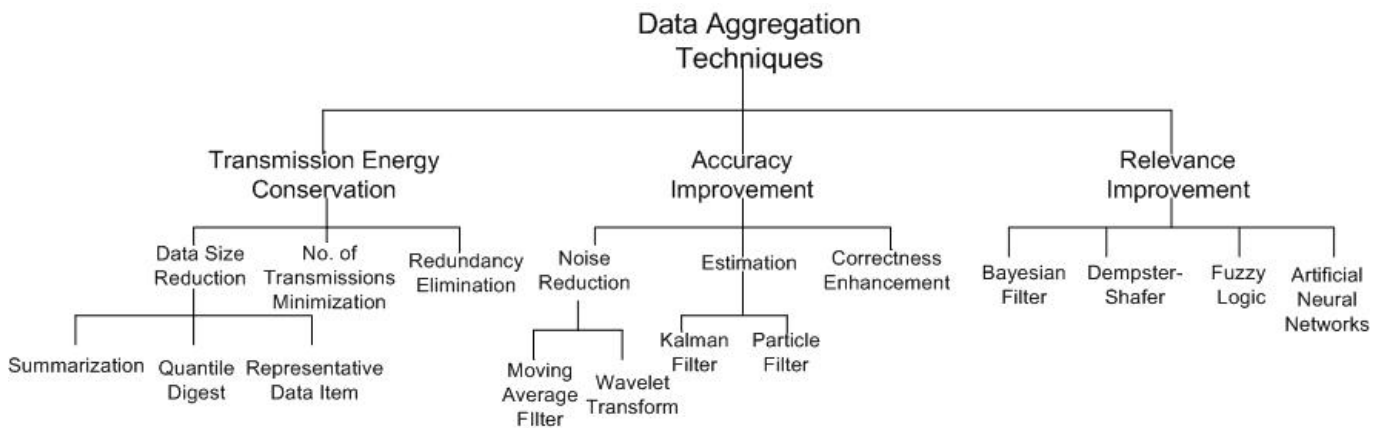 Data Aggregation
Techniques
Transmission Energy
Conservation
Accuracy
Improvement
Relevance
Improvement
Data Size
Reduction
No. of
Transmissions
Minimization
Redundancy
Elimination
Noise
Reduction
Estimation
Correctness
Enhancement
Bayesian
Filter
Dempster-
Shafer
Fuzzy
Logic
Artificial
Neural
Networks
Summarization
Quantile
Digest
Representative
Data Item
Moving
Average
FIlter
Wavelet
Transform
Kalman
Filter
Particle
Filter